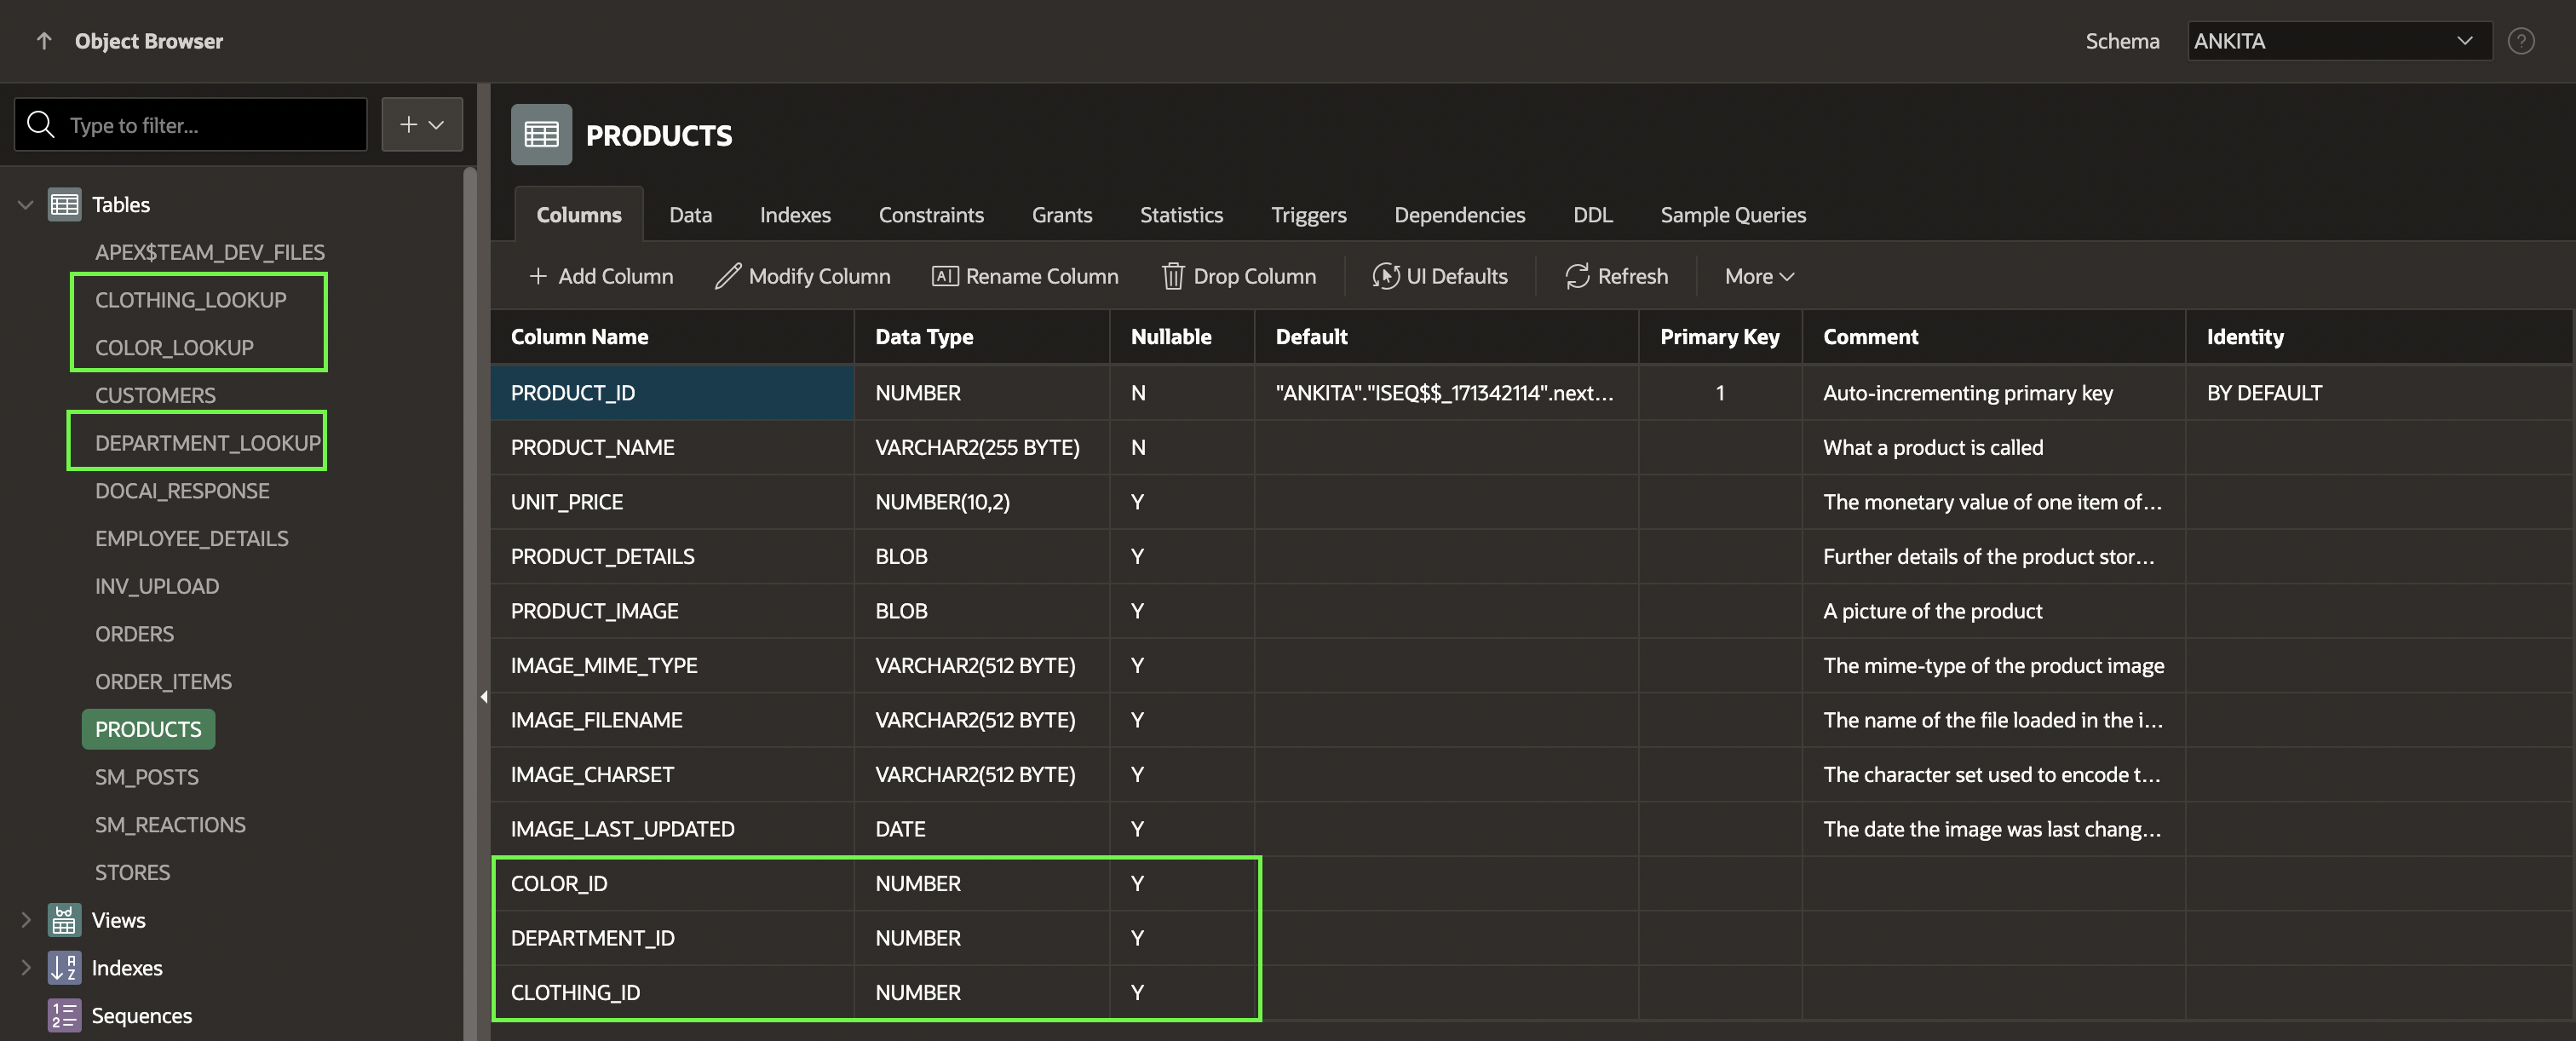 Object Browser
Schema ANKITA
Type to filter...
Tables
APEX$TEAM_DEV_FILES
CLOTHING_LOOKUP
COLOR_LOOKUP
CUSTOMERS
DEPARTMENT_LOOKUP
DOCAI_RESPONSE
EMPLOYEE_DETAILS
INV_UPLOAD
ORDERS
ORDER_ITEMS
PRODUCTS
SM_POSTS
SM_REACTIONS
STORES
Views
Indexes
Sequences
PRODUCTS
Columns Data Indexes Constraints Grants Statistics Triggers Dependencies DDL Sample Queries
Add Column Modify Column Rename Column Drop Column UI Defaults Refresh More
Column Name Data Type Nullable Default Primary Key Comment Identity
PRODUCT_ID NUMBER N "ANKITA"."ISEQ$$_171342114".next... 1 Auto-incrementing primary key BY DEFAULT
PRODUCT_NAME VARCHAR2(255 BYTE) N What a product is called
UNIT_PRICE NUMBER(10,2) Y The monetary value of one item of...
PRODUCT_DETAILS BLOB Y Further details of the product stor...
PRODUCT_IMAGE BLOB Y A picture of the product
IMAGE_MIME_TYPE VARCHAR2(512 BYTE) Y The mime-type of the product image
IMAGE_FILENAME VARCHAR2(512 BYTE) Y The name of the file loaded in the i...
IMAGE_CHARSET VARCHAR2(512 BYTE) Y The character set used to encode t...
IMAGE_LAST_UPDATED DATE Y The date the image was last chang...
COLOR_ID NUMBER Y
DEPARTMENT_ID NUMBER Y
CLOTHING_ID NUMBER Y